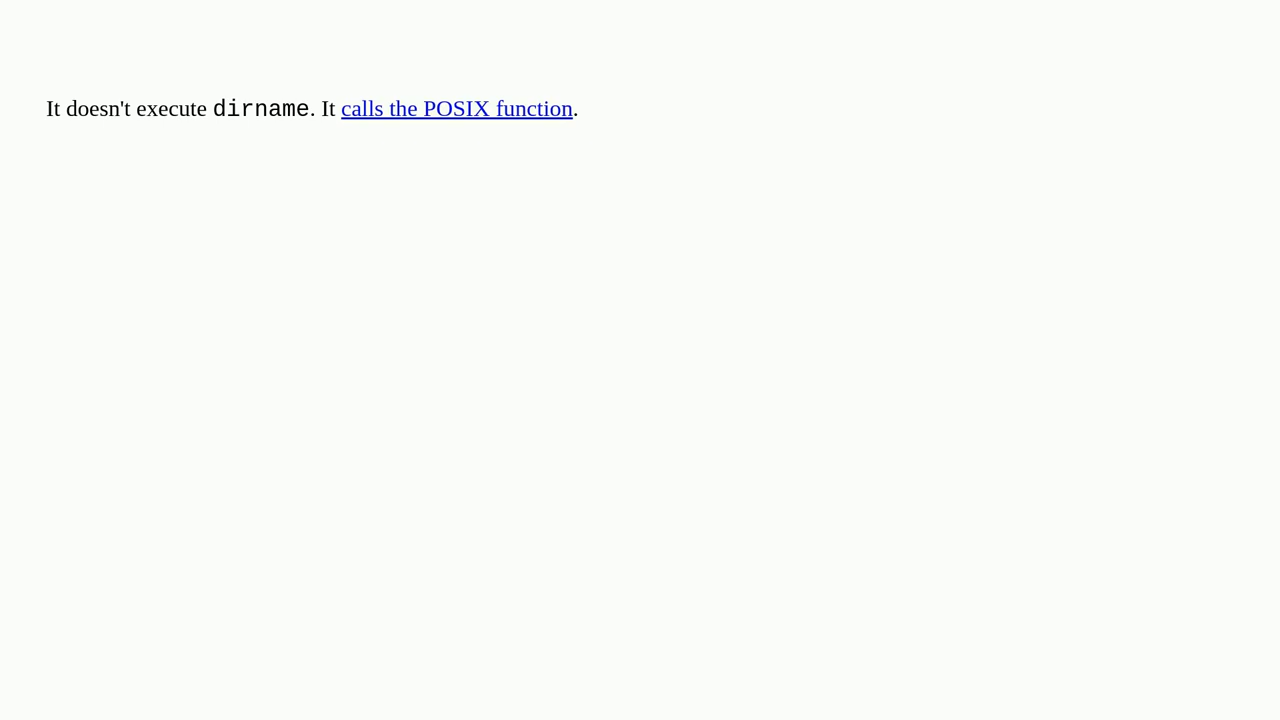 It doesn't execute dirname. It calls the POSIX function.